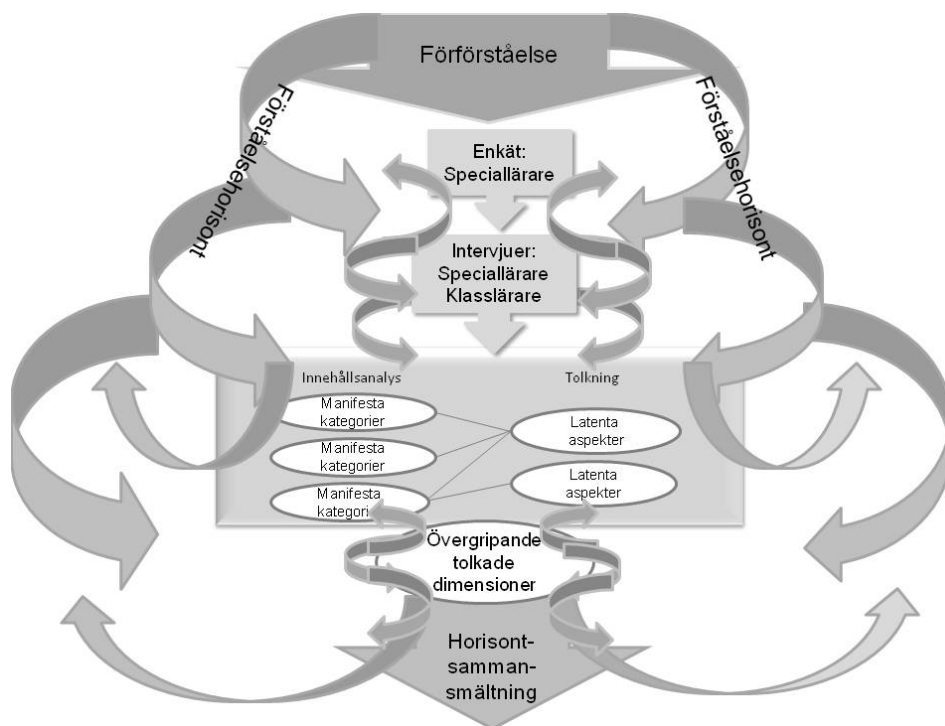 Förförståelse
Förståelsehorisont
Förståelsehorisont
Enkät:
Speciallärare
Intervjuer:
Speciallärare
Klasslärare
Innehållsanalys
Tolkning
Manifesta
kategorier
Manifesta
kategorier
Manifesta
kategori
Latenta
aspekter
Latenta
aspekter
Övergripande
tolkade
dimensioner
Horisont-
samman-
smältning